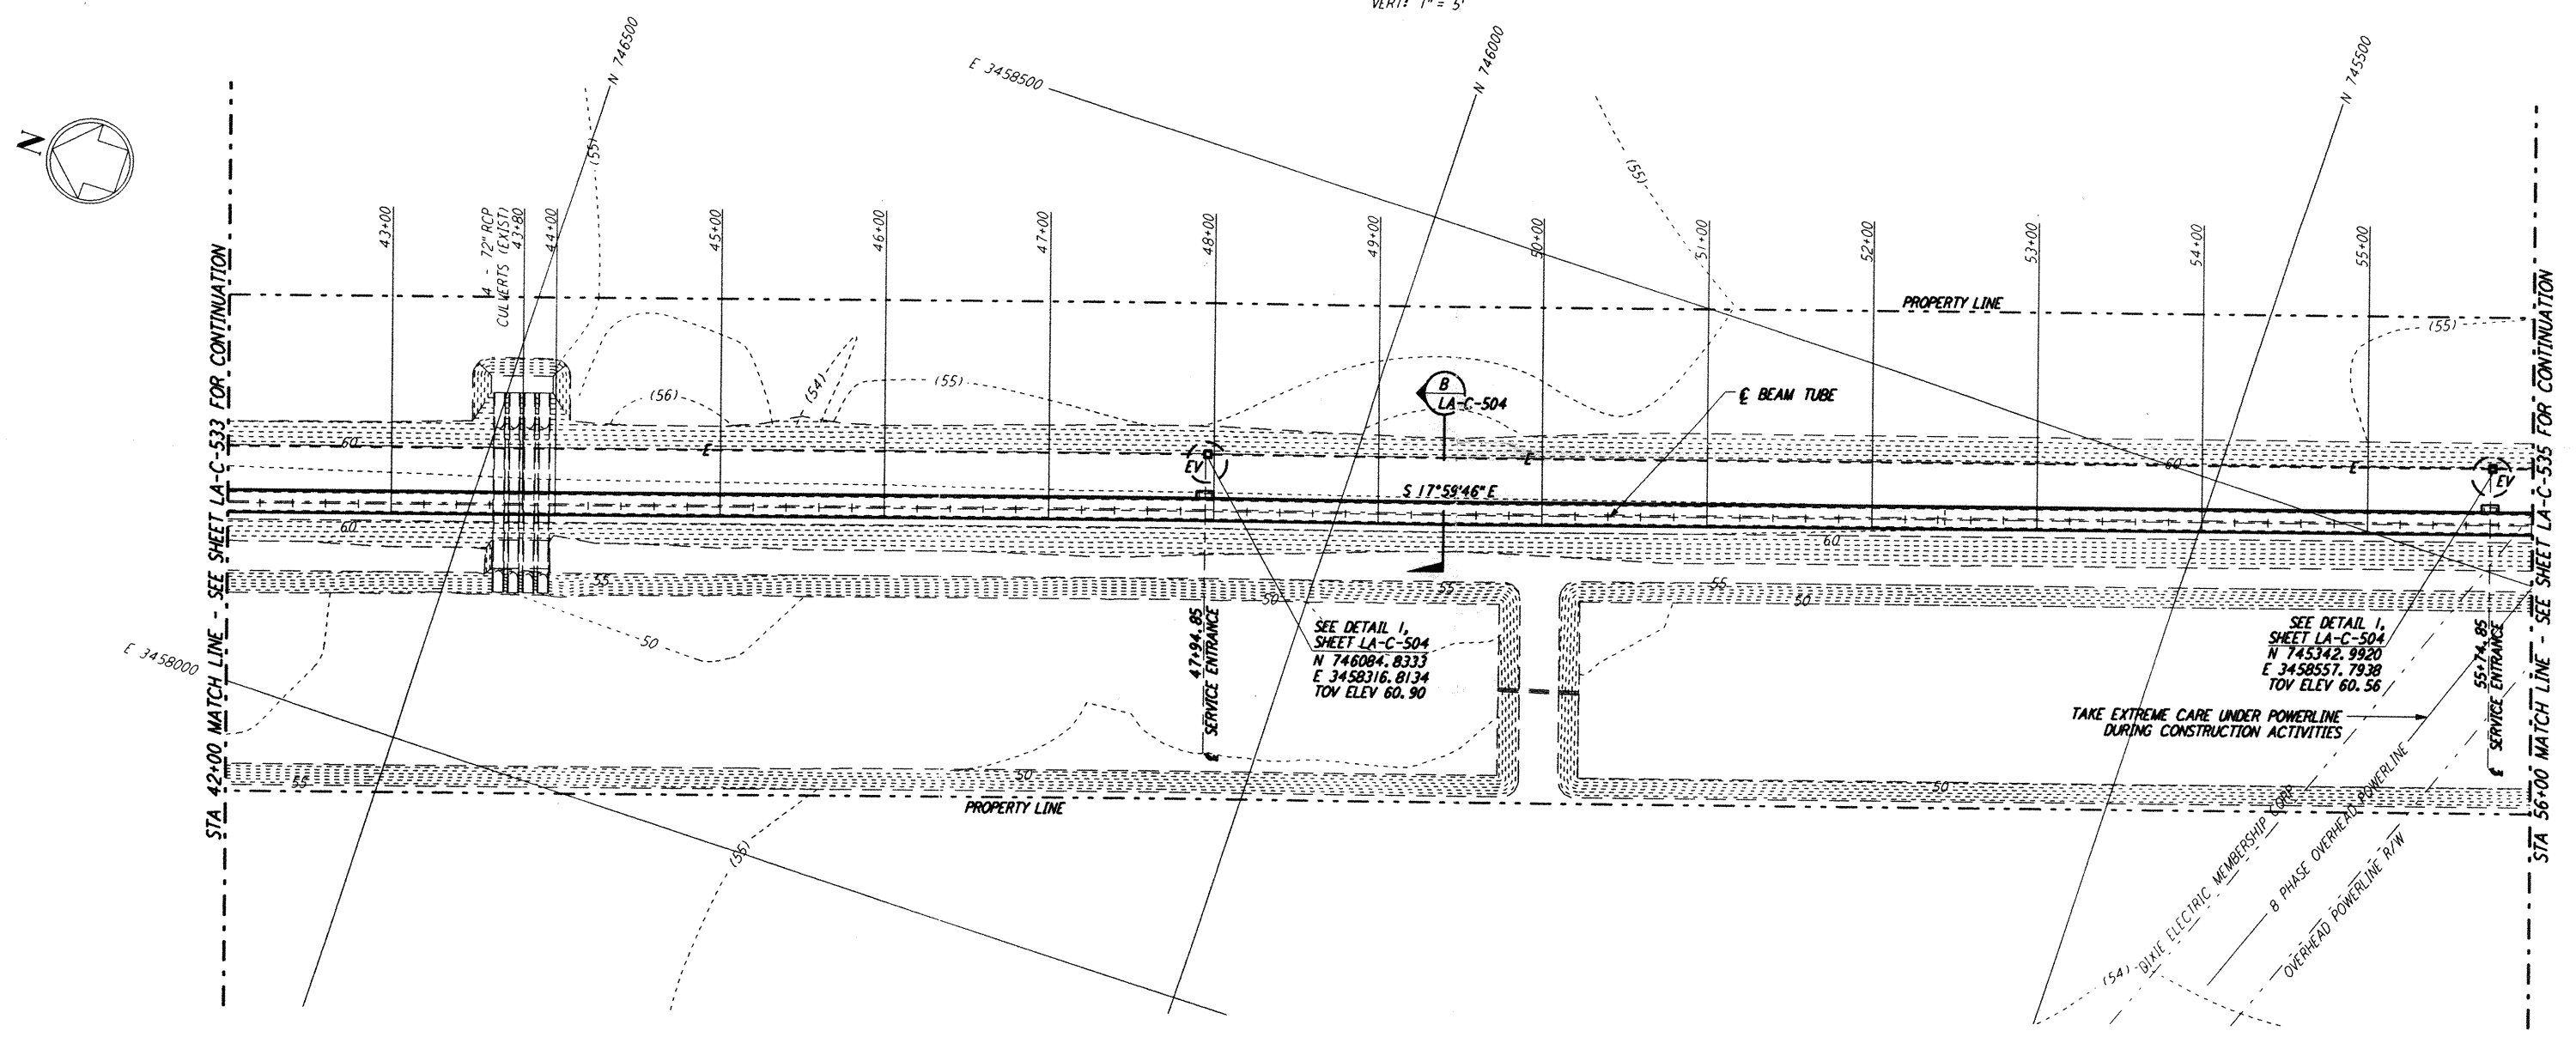 VERT: 1" = 5'
N
N 746500
E 3458500
N 746000
N 745500
(55)
(55)
43+00
4 - 72" RCP
CULVERTS (EXIST)
43+80
44+00
45+00
46+00
47+00
48+00
49+00
50+00
51+00
52+00
53+00
54+00
55+00
STA 42+00 MATCH LINE - SEE SHEET LA-C-533 FOR CONTINUATION
STA 56+00 MATCH LINE - SEE SHEET LA-C-535 FOR CONTINUATION
PROPERTY LINE
(55)
(56)
(54)
(55)
B
LA-C-504
℄ BEAM TUBE
60
E
E
60
E
EV
EV
S 17°59'46" E
60
60
55
50
55
55
50
50
47+94.85
℄ SERVICE ENTRANCE
SEE DETAIL 1,
SHEET LA-C-504
N 746084.8333
E 3458316.8134
TOV ELEV 60.90
SEE DETAIL 1,
SHEET LA-C-504
N 745342.9920
E 3458557.7938
TOV ELEV 60.56
55+74.85
℄ SERVICE ENTRANCE
TAKE EXTREME CARE UNDER POWERLINE
DURING CONSTRUCTION ACTIVITIES
E 3458000
55
50
50
PROPERTY LINE
(55)
DIXIE ELECTRIC MEMBERSHIP CORP
8 PHASE OVERHEAD POWERLINE
OVERHEAD POWERLINE R/W
(54)